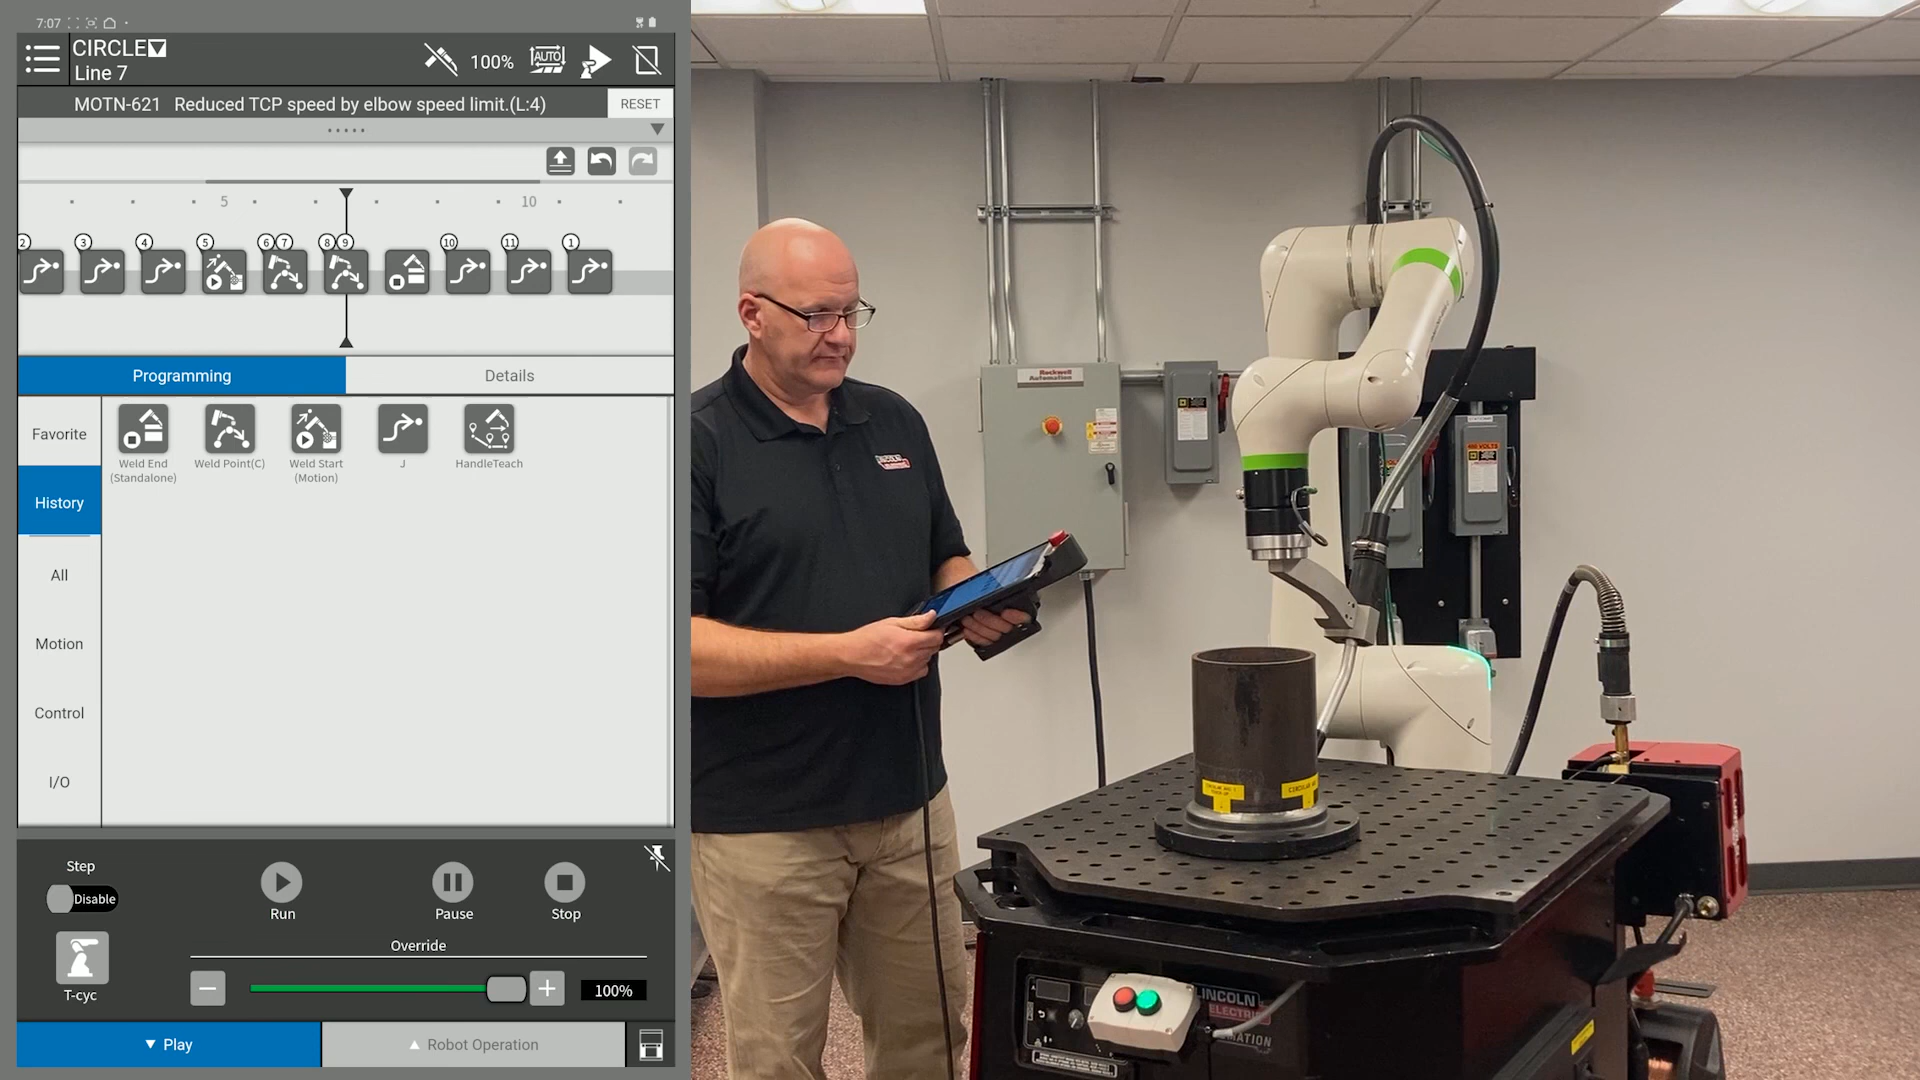 7:07
CIRCLE
Line 7
100%
AUTO
MOTN-621 Reduced TCP speed by elbow speed limit.(L:4)
RESET
5
10
2
3
4
5
6 7
8 9
10
11
1
Programming
Details
Favorite
History
All
Motion
Control
I/O
Weld End
(Standalone)
Weld Point(C)
Weld Start
(Motion)
J
HandleTeach
Step
Disable
Run
Pause
Stop
T-cyc
Override
100%
Play
Robot Operation
Rockwell
Automation
LINCOLN
ELECTRIC